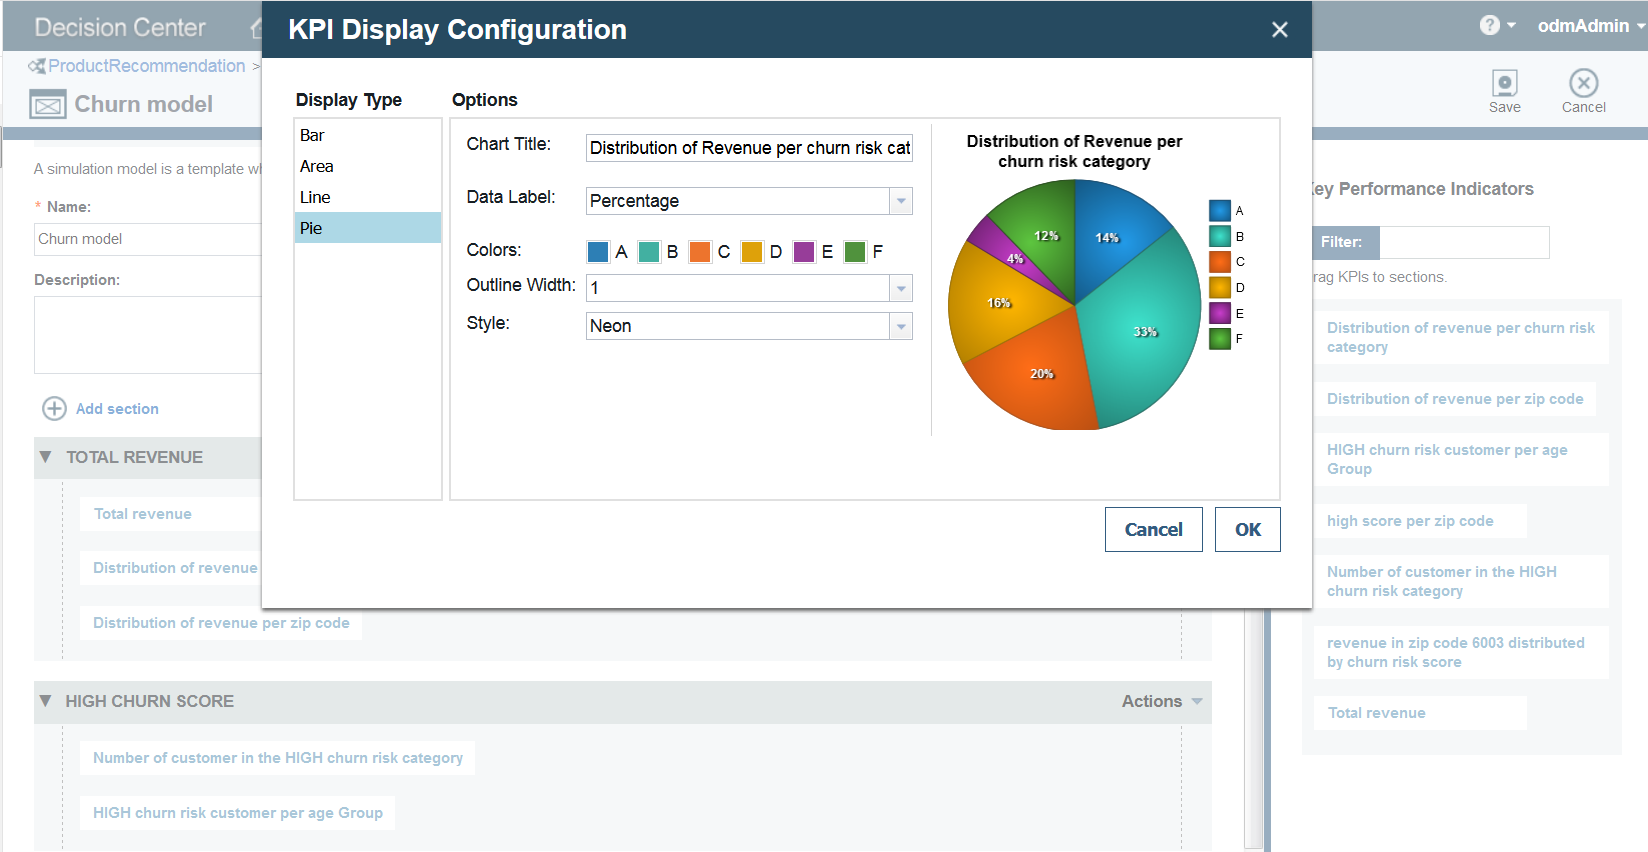 Decision Center
KPI Display Configuration
?
odmAdmin
ProductRecommendation >
Churn model
Save
Cancel
A simulation model is a template
* Name:
Churn model
Description:
Add section
TOTAL REVENUE
Total revenue
Distribution of revenue
Distribution of revenue per zip code
HIGH CHURN SCORE
Actions
Number of customer in the HIGH churn risk category
HIGH churn risk customer per age Group
Display Type
Bar
Area
Line
Pie
Options
Chart Title:
Distribution of Revenue per churn risk cat
Data Label:
Percentage
Colors:
A B C D E F
Outline Width:
1
Style:
Neon
Distribution of Revenue per
churn risk category
14%
33%
20%
16%
4%
12%
A
B
C
D
E
F
Cancel
OK
Key Performance Indicators
Filter:
rag KPIs to sections.
Distribution of revenue per churn risk
category
Distribution of revenue per zip code
HIGH churn risk customer per age
Group
high score per zip code
Number of customer in the HIGH
churn risk category
revenue in zip code 6003 distributed
by churn risk score
Total revenue